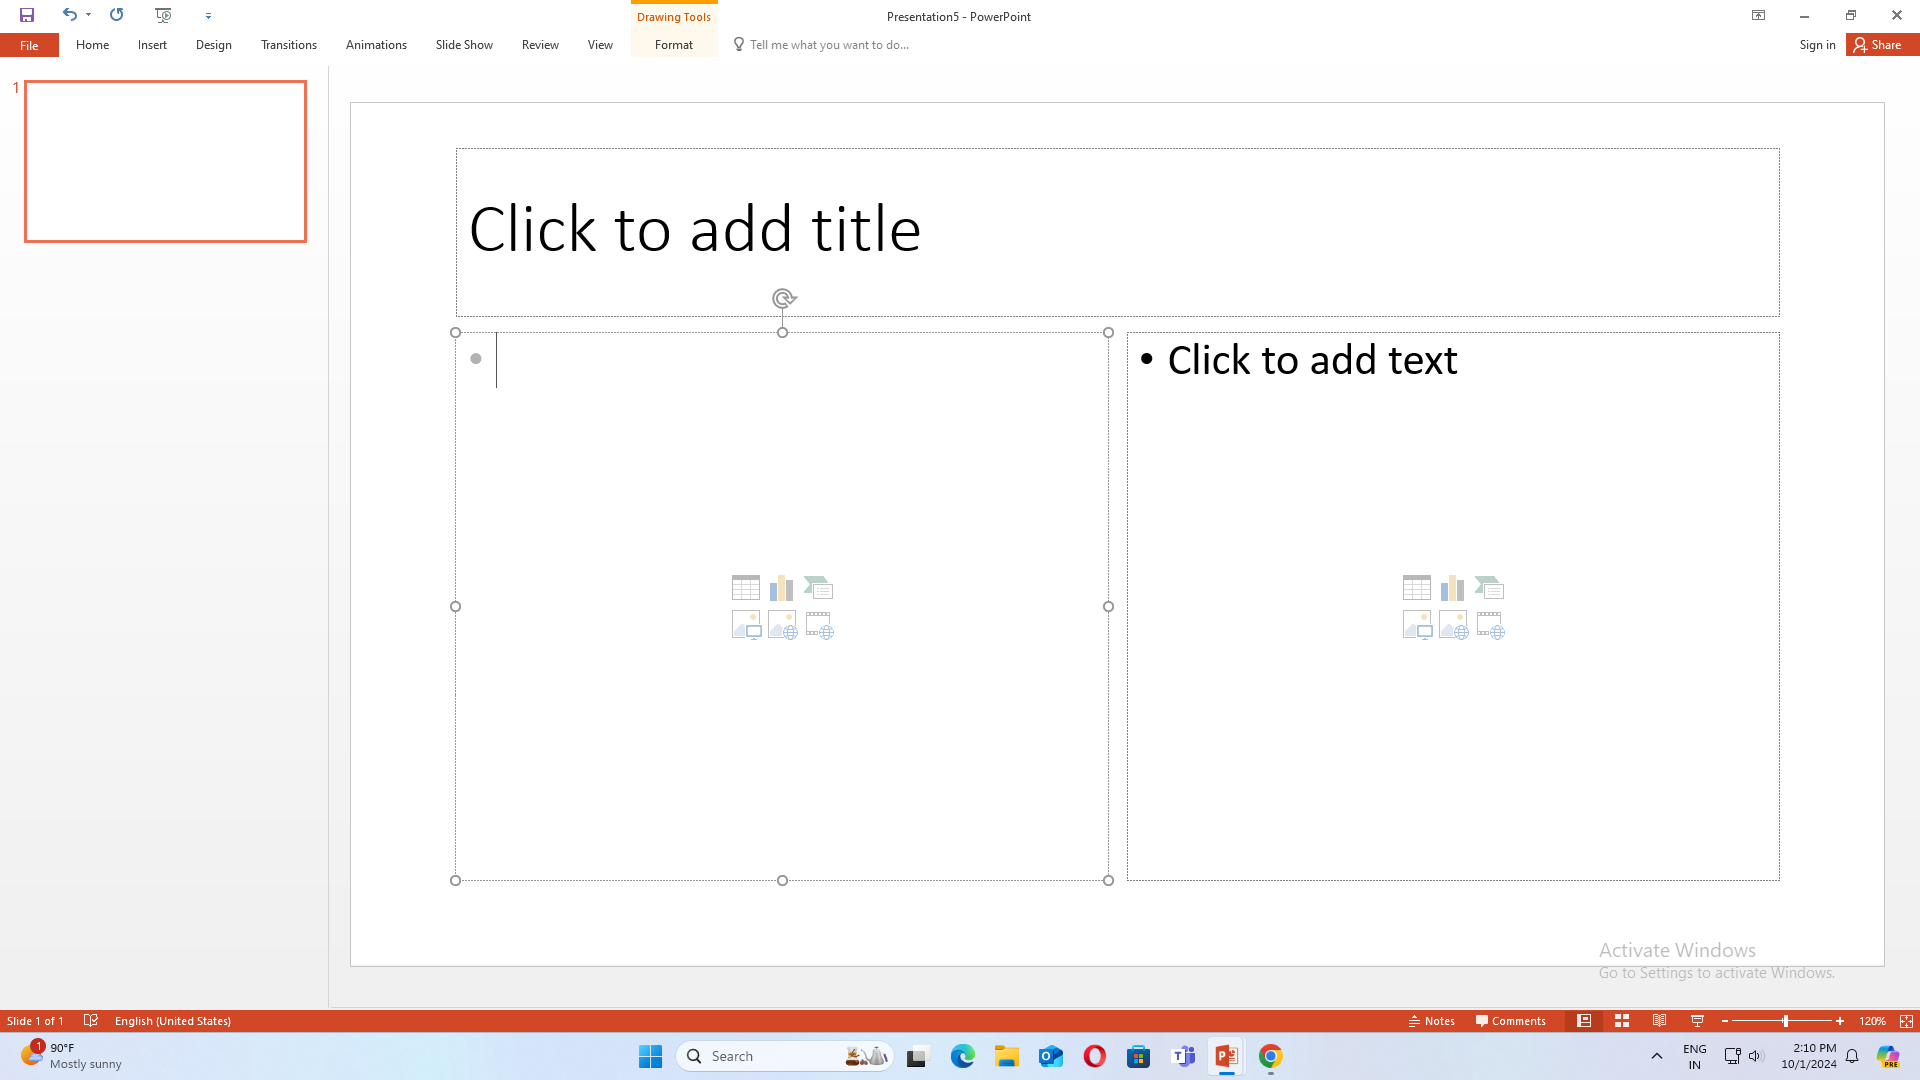 Drawing Tools
Presentation5 - PowerPoint
File
Home
Insert
Design
Transitions
Animations
Slide Show
Review
View
Format
Tell me what you want to do...
Sign in
Share
1
Click to add title
• Click to add text
Activate Windows
Go to Settings to activate Windows.
Slide 1 of 1
English (United States)
Notes
Comments
120%
1
90°F
Mostly sunny
Search
ENG
IN
2:10 PM
10/1/2024
PRE